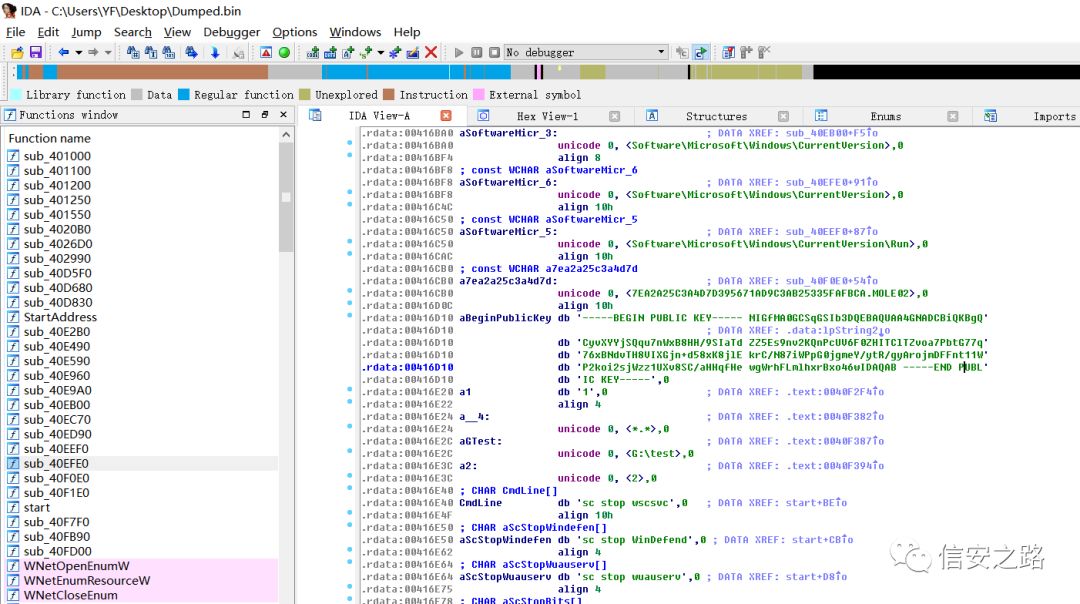 IDA - C:\Users\YF\Desktop\Dumped.bin
File Edit Jump Search View Debugger Options Windows Help
No debugger
Library function Data Regular function Unexplored Instruction External symbol
Functions window
IDA View-A Hex View-1 Structures Enums Imports
Function name
sub_401000
sub_401100
sub_401200
sub_401250
sub_401550
sub_4020B0
sub_4026D0
sub_402990
sub_40D5F0
sub_40D680
sub_40D830
StartAddress
sub_40E2B0
sub_40E490
sub_40E590
sub_40E960
sub_40E9A0
sub_40EB00
sub_40EC70
sub_40ED90
sub_40EEF0
sub_40EFE0
sub_40F0E0
sub_40F1E0
start
sub_40F7F0
sub_40FB90
sub_40FD00
WNetOpenEnumW
WNetEnumResourceW
WNetCloseEnum
.rdata:00416BA0 aSoftwareMicr_3: ; DATA XREF: sub_40EB00+F5↑o
.rdata:00416BA0 unicode 0, <Software\Microsoft\Windows\CurrentVersion>,0
.rdata:00416BF4 align 8
.rdata:00416BF8 ; const WCHAR aSoftwareMicr_6
.rdata:00416BF8 aSoftwareMicr_6: ; DATA XREF: sub_40EFE0+91↑o
.rdata:00416BF8 unicode 0, <Software\Microsoft\Windows\CurrentVersion>,0
.rdata:00416C4C align 10h
.rdata:00416C50 ; const WCHAR aSoftwareMicr_5
.rdata:00416C50 aSoftwareMicr_5: ; DATA XREF: sub_40EEF0+87↑o
.rdata:00416C50 unicode 0, <Software\Microsoft\Windows\CurrentVersion\Run>,0
.rdata:00416CAC align 10h
.rdata:00416CB0 ; const WCHAR a7ea2a25c3a4d7d
.rdata:00416CB0 a7ea2a25c3a4d7d: ; DATA XREF: sub_40F0E0+54↑o
.rdata:00416CB0 unicode 0, <7EA2A25C3A4D7D395671AD9C3AB25335FAFBCA.MOLE02>,0
.rdata:00416D0C align 10h
.rdata:00416D10 aBeginPublicKey db '-----BEGIN PUBLIC KEY----- MIGfMA0GCSqGSIb3DQEBAQUAA4GNADCBiQKBgQ'
.rdata:00416D10 ; DATA XREF: .data:lpString2↓o
.rdata:00416D10 db 'CyvXYYjSQqu7nWxB8HH/9SIaTd ZZ5Es9nv2KQnPcUV6F0ZHITClTZvoa7PbtG77q'
.rdata:00416D10 db '76xBNdvTH8VIXGjn+d58xK8jlE krC/N87iWPpG0jgmeY/ytR/gyArojmDFFnt11W'
.rdata:00416D10 db 'P2koi2sjWzz1UXv8SC/aHHqfHe wgWrhFLmlhxrBxo46wIDAQAB -----END PUBL'
.rdata:00416D10 db 'IC KEY-----',0
.rdata:00416E20 a1 db '1',0 ; DATA XREF: .text:0040F2F4↑o
.rdata:00416E22 align 4
.rdata:00416E24 a__4: ; DATA XREF: .text:0040F382↑o
.rdata:00416E24 unicode 0, <*.*>,0
.rdata:00416E2C aGTest: ; DATA XREF: .text:0040F387↑o
.rdata:00416E2C unicode 0, <G:\test>,0
.rdata:00416E3C a2: ; DATA XREF: .text:0040F394↑o
.rdata:00416E3C unicode 0, <2>,0
.rdata:00416E40 ; CHAR CmdLine[]
.rdata:00416E40 CmdLine db 'sc stop wscsvc',0 ; DATA XREF: start+BE↑o
.rdata:00416E4F align 10h
.rdata:00416E50 ; CHAR aScStopWindefen[]
.rdata:00416E50 aScStopWindefen db 'sc stop WinDefend',0 ; DATA XREF: start+CB↑o
.rdata:00416E62 align 4
.rdata:00416E64 ; CHAR aScStopWuauserv[]
.rdata:00416E64 aScStopWuauserv db 'sc stop wuauserv',0 ; DATA XREF: start+D8↑o
.rdata:00416E75 align 4
.rdata:00416E78 ; CHAR aScStopBits[]
信安之路